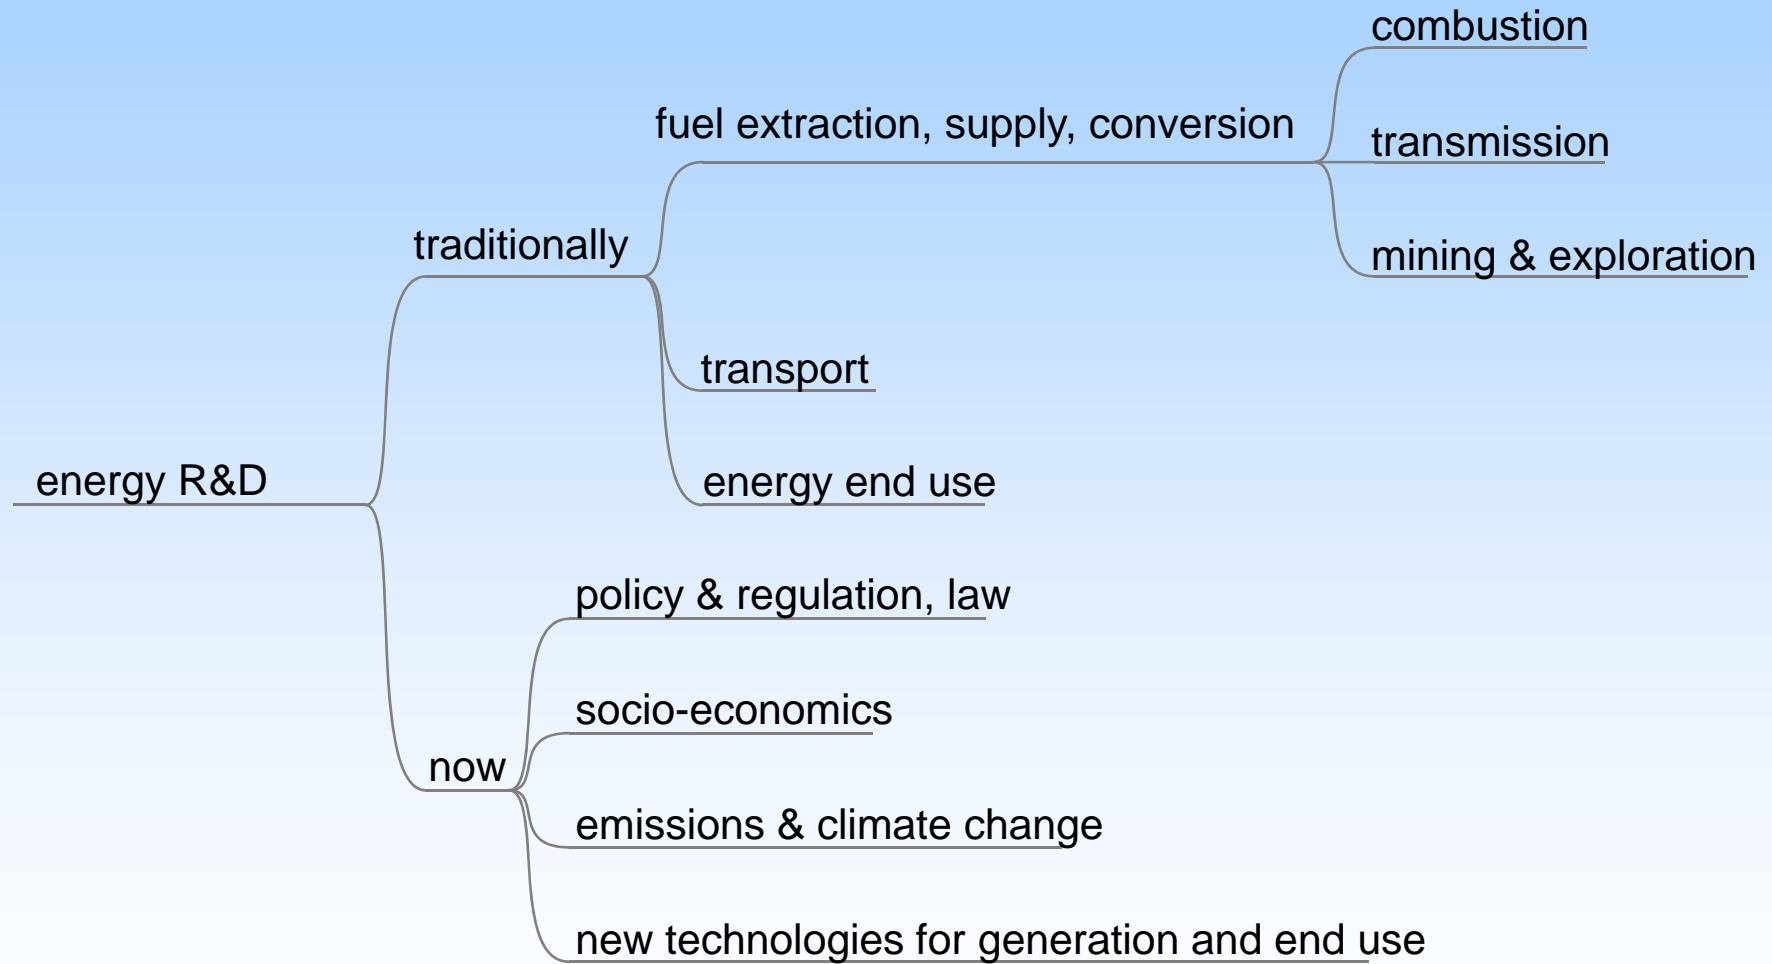 combustion
fuel extraction, supply, conversion
transmission
traditionally
mining & exploration
transport
energy R&D
energy end use
policy & regulation, law
socio-economics
now
emissions & climate change
new technologies for generation and end use